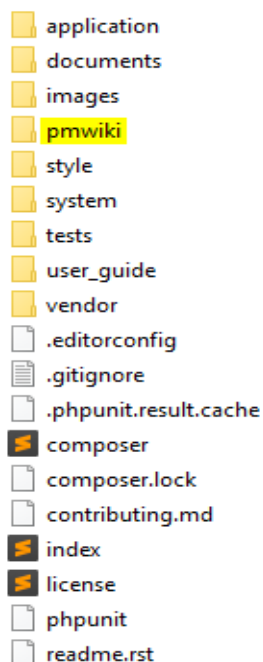 application
documents
images
pmwiki
style
system
tests
user_guide
vendor
.editorconfig
.gitignore
.phpunit.result.cache
composer
composer.lock
contributing.md
index
license
phpunit
readme.rst